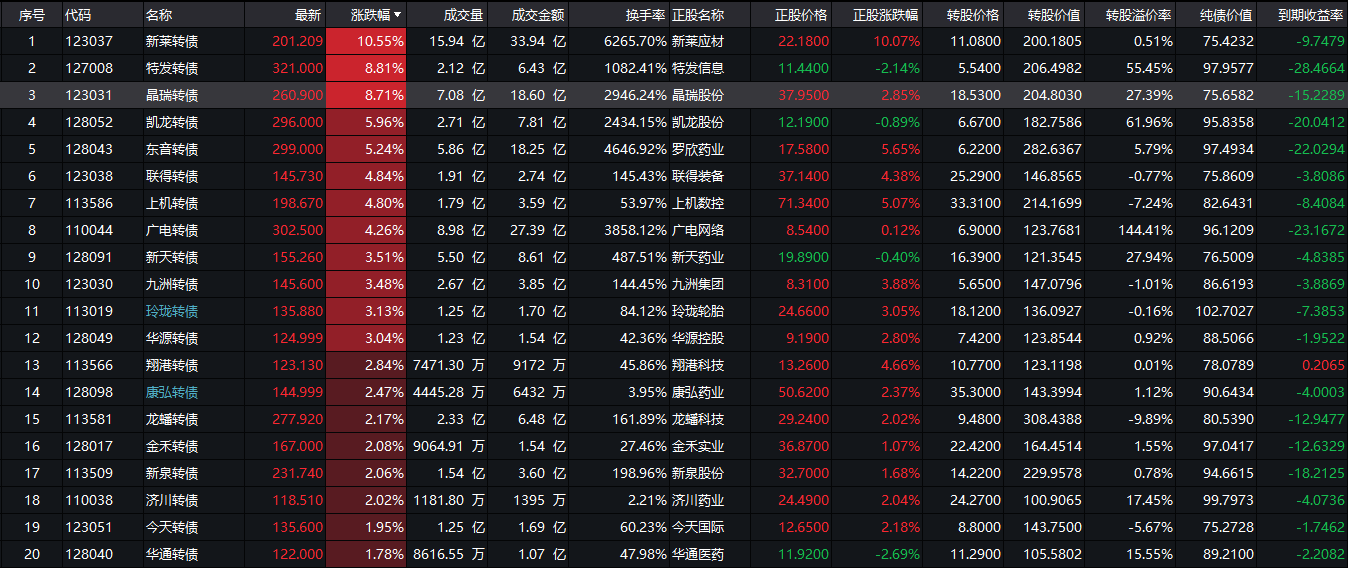 序号 代码 名称 最新 涨跌幅 成交量 成交金额 换手率 正股名称 正股价格 正股涨跌幅 转股价格 转股价值 转股溢价率 纯债价值 到期收益率
1 123037 新莱转债 201.209 10.55% 15.94 亿 33.94 亿 6265.70% 新莱应材 22.1800 10.07% 11.0800 200.1805 0.51% 75.4232 -9.7479
2 127008 特发转债 321.000 8.81% 2.12 亿 6.43 亿 1082.41% 特发信息 11.4400 -2.14% 5.5400 206.4982 55.45% 97.9577 -28.4664
3 123031 晶瑞转债 260.900 8.71% 7.08 亿 18.60 亿 2946.24% 晶瑞股份 37.9500 2.85% 18.5300 204.8030 27.39% 75.6582 -15.2289
4 128052 凯龙转债 296.000 5.96% 2.71 亿 7.81 亿 2434.15% 凯龙股份 12.1900 -0.89% 6.6700 182.7586 61.96% 95.8358 -20.0412
5 128043 东音转债 299.000 5.24% 5.86 亿 18.25 亿 4646.92% 罗欣药业 17.5800 5.65% 6.2200 282.6367 5.79% 97.4934 -22.0294
6 123038 联得转债 145.730 4.84% 1.91 亿 2.74 亿 145.43% 联得装备 37.1400 4.38% 25.2900 146.8565 -0.77% 75.8609 -3.8086
7 113586 上机转债 198.670 4.80% 1.79 亿 3.59 亿 53.97% 上机数控 71.3400 5.07% 33.3100 214.1699 -7.24% 82.6431 -8.4084
8 110044 广电转债 302.500 4.26% 8.98 亿 27.39 亿 3858.12% 广电网络 8.5400 0.12% 6.9000 123.7681 144.41% 96.1209 -23.1672
9 128091 新天转债 155.260 3.51% 5.50 亿 8.61 亿 487.51% 新天药业 19.8900 -0.40% 16.3900 121.3545 27.94% 76.5009 -4.8385
10 123030 九洲转债 145.600 3.48% 2.67 亿 3.85 亿 144.45% 九洲集团 8.3100 3.88% 5.6500 147.0796 -1.01% 86.6193 -3.8869
11 113019 玲珑转债 135.880 3.13% 1.25 亿 1.70 亿 84.12% 玲珑轮胎 24.6600 3.05% 18.1200 136.0927 -0.16% 102.7027 -7.3853
12 128049 华源转债 124.999 3.04% 1.23 亿 1.54 亿 42.36% 华源控股 9.1900 2.80% 7.4200 123.8544 0.92% 88.5066 -1.9522
13 113566 翔港转债 123.130 2.84% 7471.30 万 9172 万 45.86% 翔港科技 13.2600 4.66% 10.7700 123.1198 0.01% 78.0789 0.2065
14 128098 康弘转债 144.999 2.47% 4445.28 万 6432 万 3.95% 康弘药业 50.6200 2.37% 35.3000 143.3994 1.12% 90.6434 -4.0003
15 113581 龙蟠转债 277.920 2.17% 2.33 亿 6.48 亿 161.89% 龙蟠科技 29.2400 2.02% 9.4800 308.4388 -9.89% 80.5390 -12.9477
16 128017 金禾转债 167.000 2.08% 9064.91 万 1.54 亿 27.46% 金禾实业 36.8700 1.07% 22.4200 164.4514 1.55% 97.0417 -12.6329
17 113509 新泉转债 231.740 2.06% 1.54 亿 3.60 亿 198.96% 新泉股份 32.7000 1.68% 14.2200 229.9578 0.78% 94.6615 -18.2125
18 110038 济川转债 118.510 2.02% 1181.80 万 1395 万 2.21% 济川药业 24.4900 2.04% 24.2700 100.9065 17.45% 99.7973 -4.0736
19 123051 今天转债 135.600 1.95% 1.25 亿 1.69 亿 60.23% 今天国际 12.6500 2.18% 8.8000 143.7500 -5.67% 75.2728 -1.7462
20 128040 华通转债 122.000 1.78% 8616.55 万 1.07 亿 47.98% 华通医药 11.9200 -2.69% 11.2900 105.5802 15.55% 89.2100 -2.2082